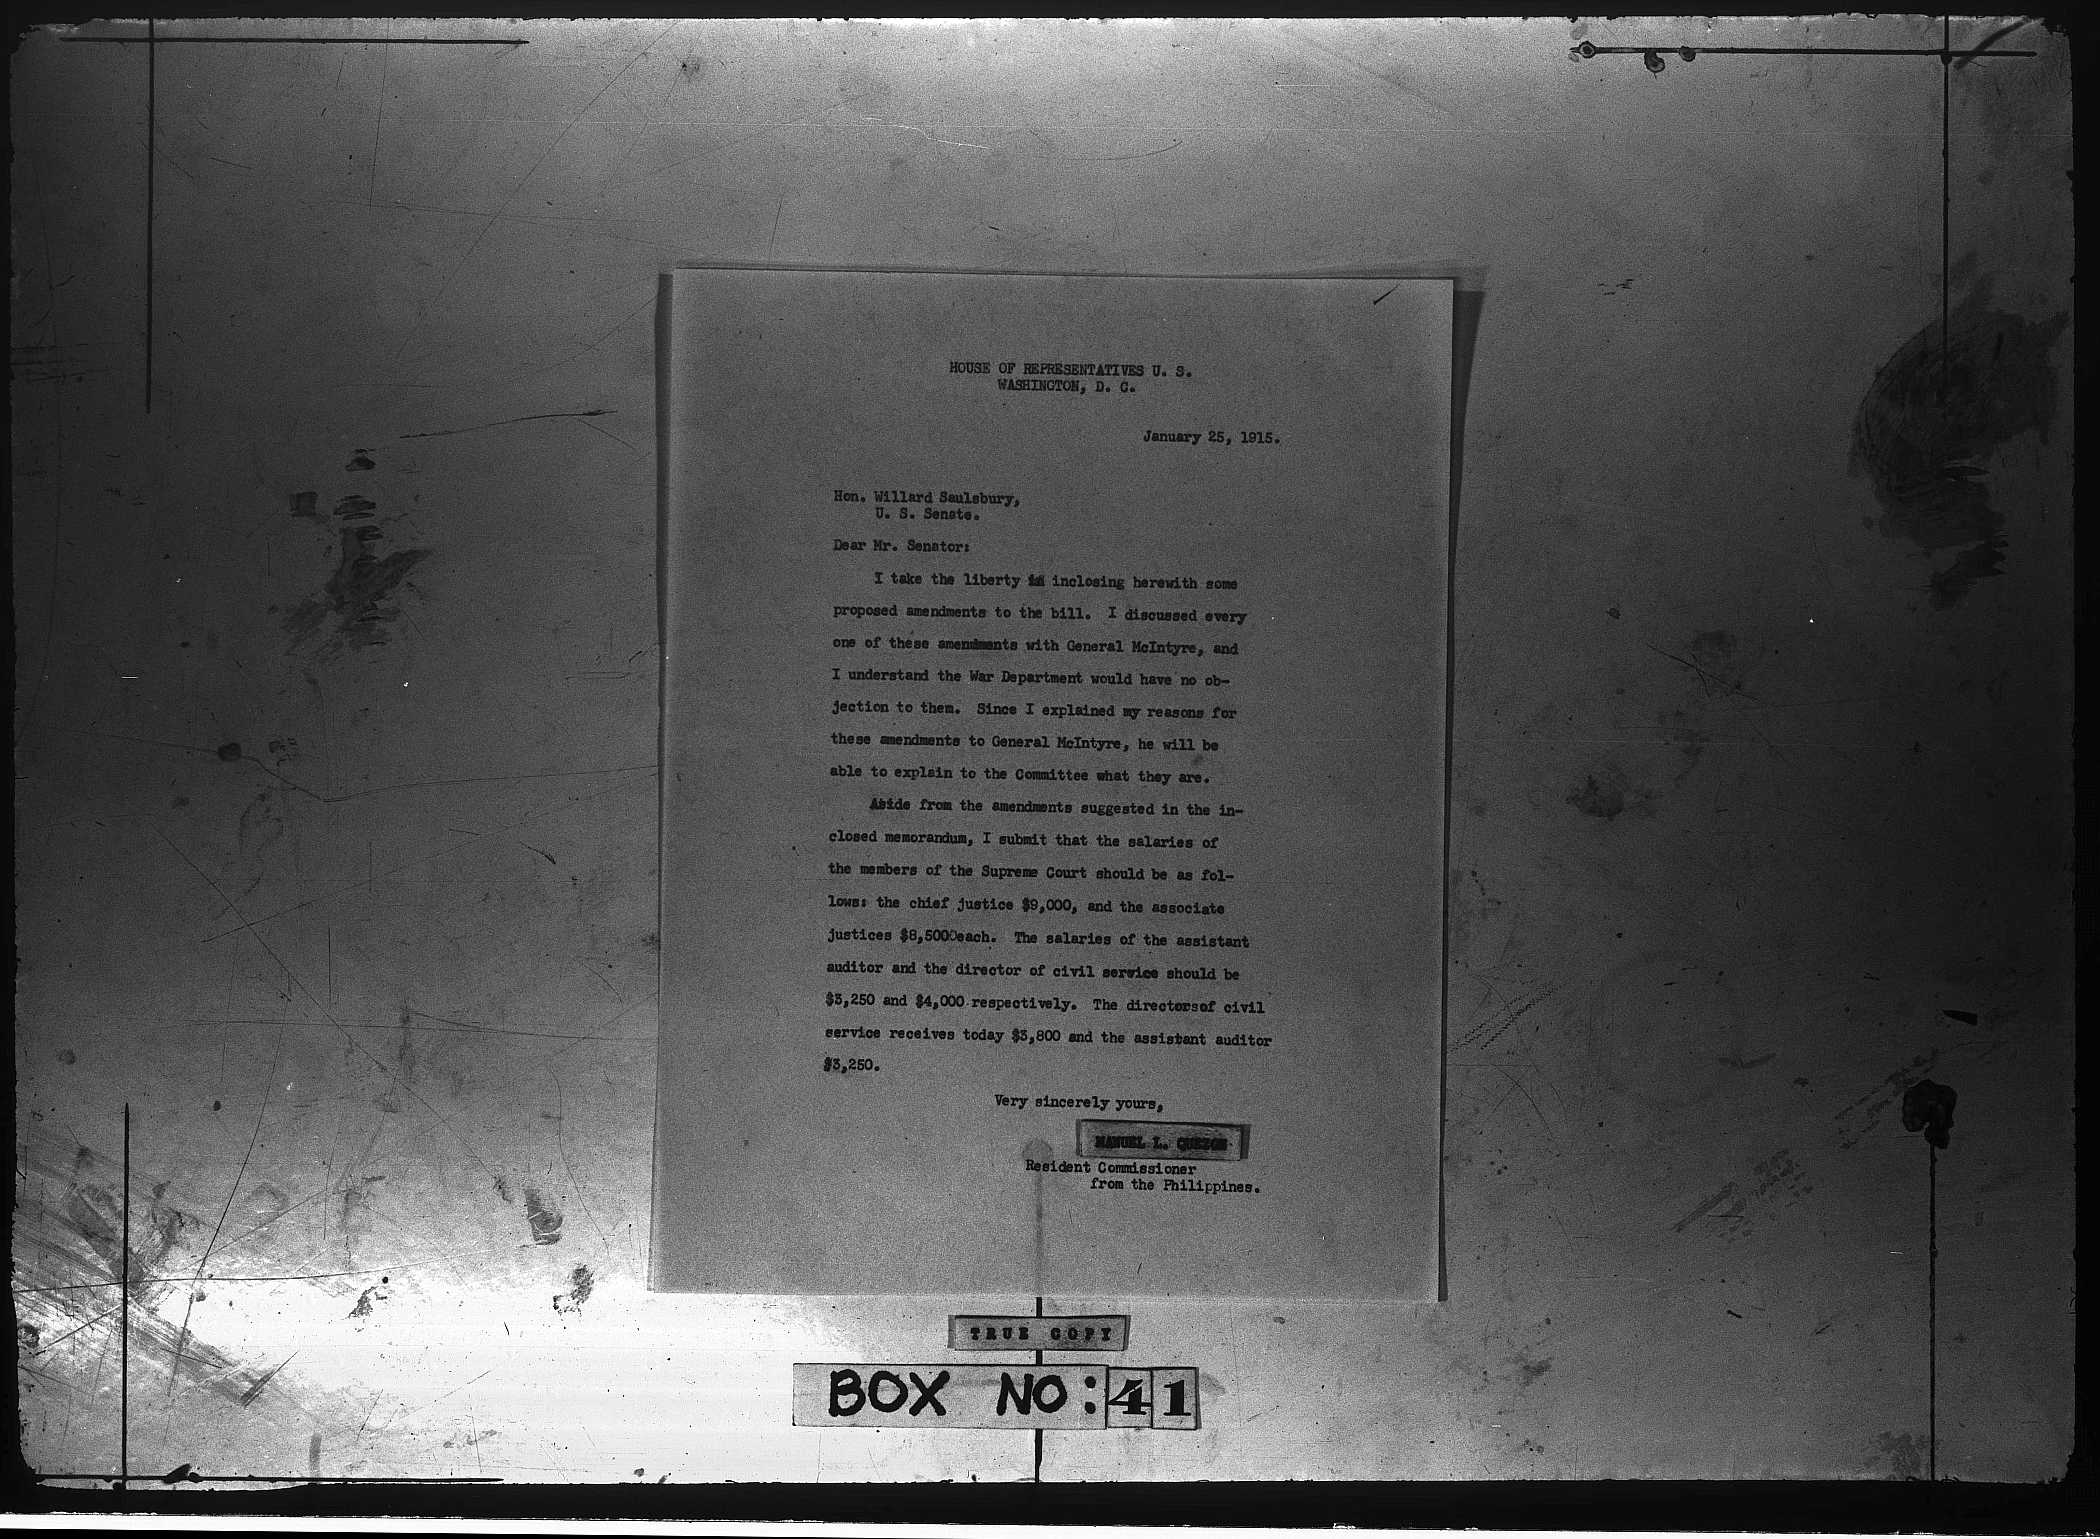 HOUSE OF REPRESENTATIVES U. S.
WASHINGTON, D. C.
January 25, 1915.
Hon. Willard Saulsbury,
U. S. Senate.
Dear Mr. Senator:
I take the liberty in inclosing herewith some
proposed amendments to the bill. I discussed every
one of these amendments with General McIntyre, and
I understand the War Department would have no ob-
jection to them. Since I explained my reasons for
these amendments to General McIntyre, he will be
able to explain to the Committee what they are.
Aside from the amendments suggested in the in-
closed memorandum, I submit that the salaries of
the members of the Supreme Court should be as fol-
lows: the chief justice $9,000, and the associate
justices $8,500 each. The salaries of the assistant
auditor and the director of civil service should be
$3,250 and $4,000 respectively. The directorsof civil
service receives today $3,800 and the assistant auditor
$3,250.
Very sincerely yours,
MANUEL L. QUEZON
Resident Commissioner
from the Philippines.
TRUE COPY
BOX NO: 41